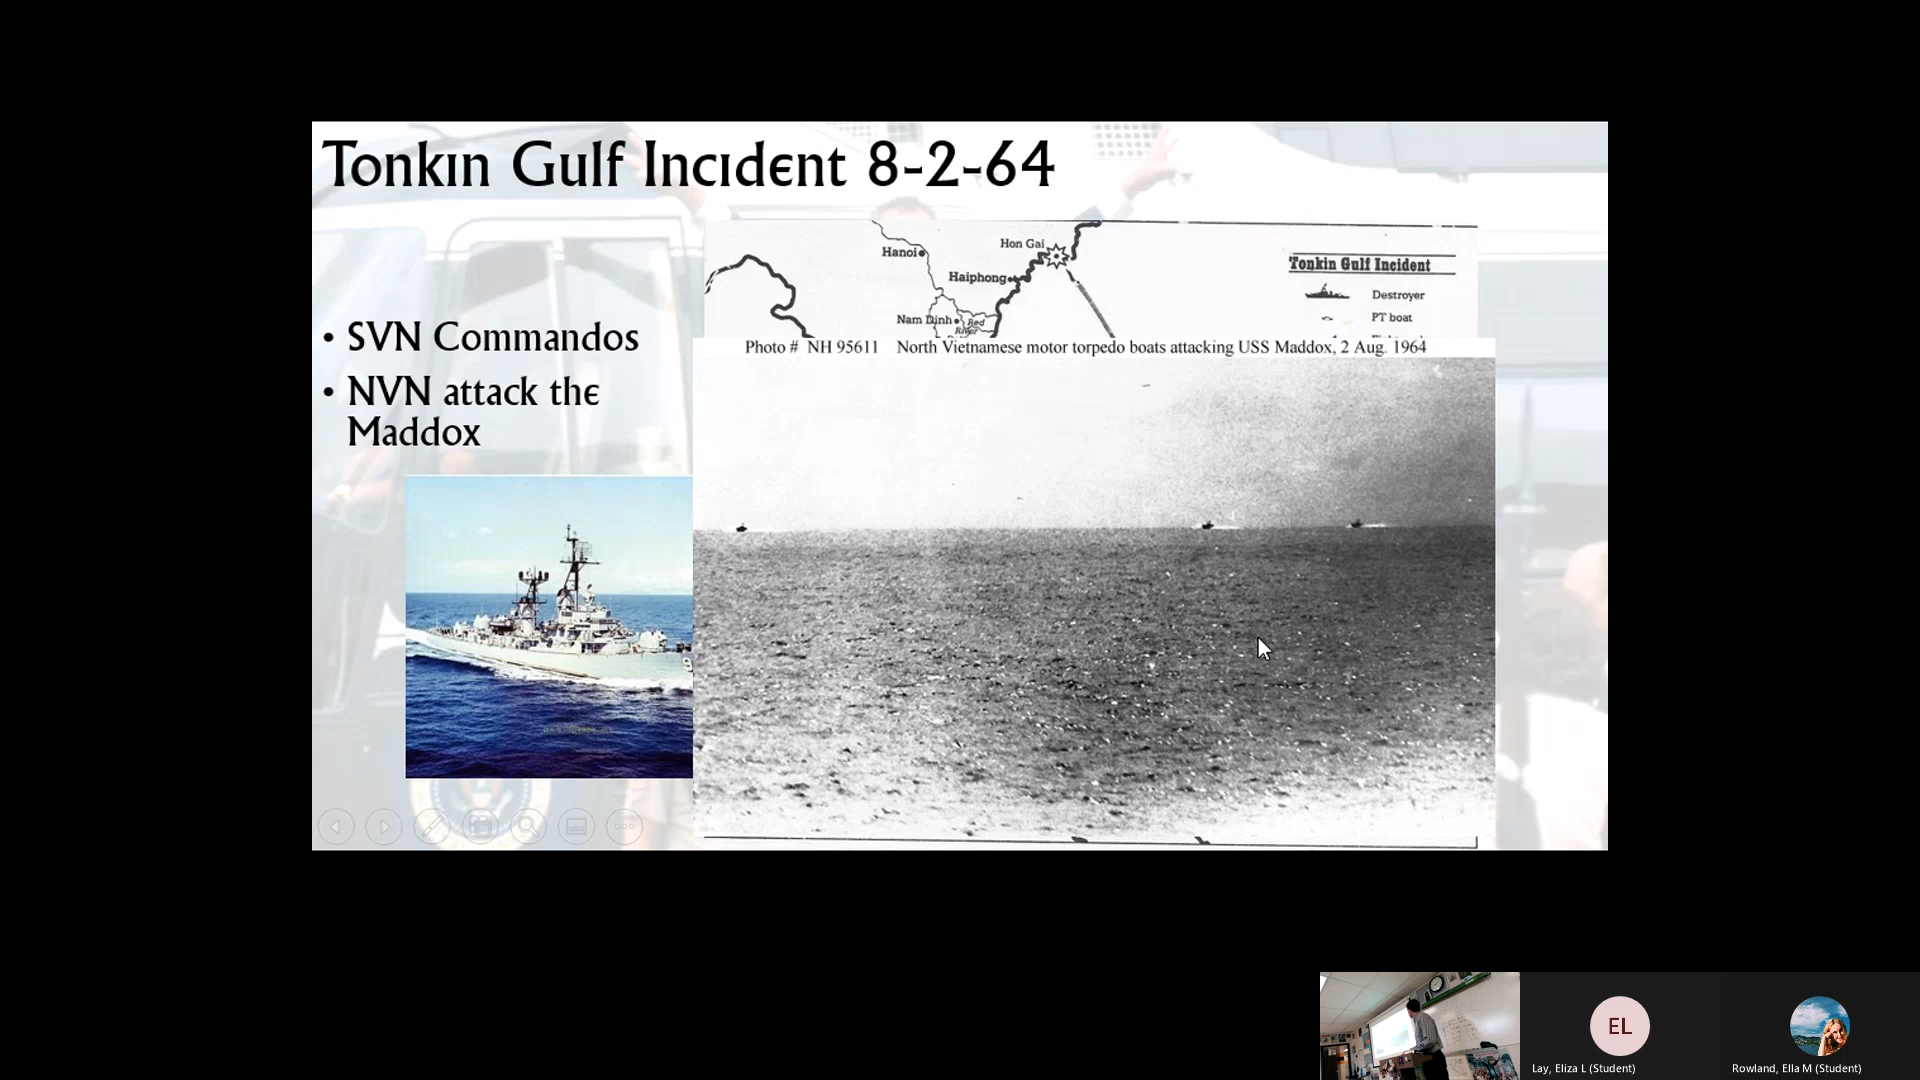 Tonkin Gulf Incident 8-2-64
• SVN Commandos
• NVN attack the
Maddox
Hanoi
Hon Gai
Haiphong
Nam Dinh
Red
River
Tonkin Gulf Incident
Destroyer
PT boat
Photo # NH 95611 North Vietnamese motor torpedo boats attacking USS Maddox, 2 Aug. 1964
EL
Lay, Eliza L (Student)
Rowland, Ella M (Student)